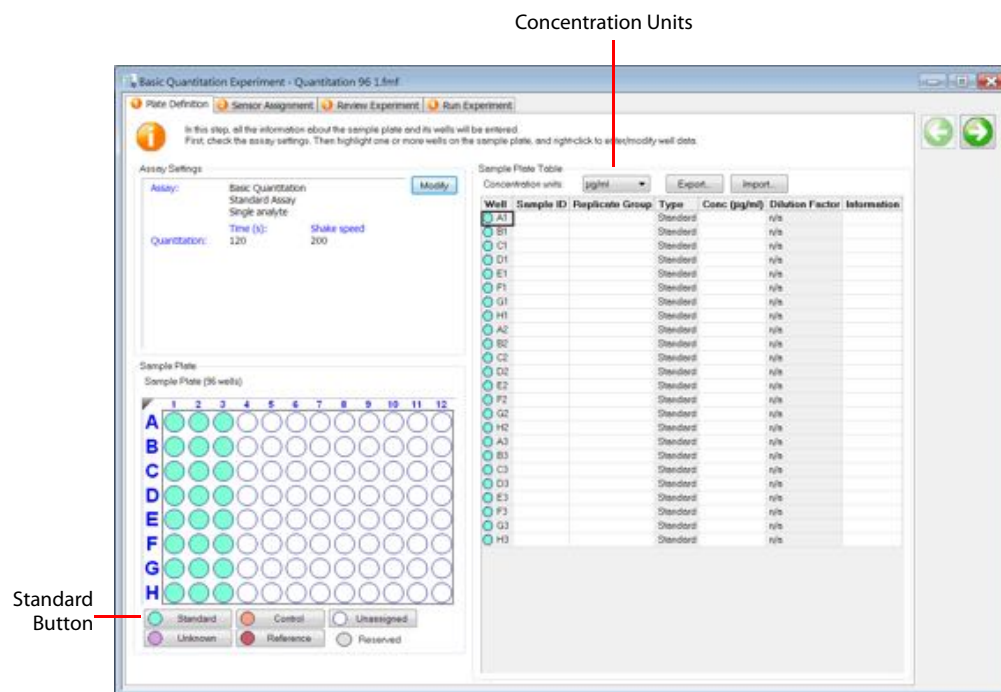 Concentration Units
Basic Quantitation Experiment - Quantitation 96 1.fmf
Plate Definition Sensor Assignment Review Experiment Run Experiment
In this step, all the information about the sample plate and its wells will be entered.
First, check the assay settings. Then highlight one or more wells on the sample plate, and right-click to enter/modify well data.
Assay Settings
Assay: Basic Quantitation Modify
Standard Assay
Single analyte
Time (s): Shake speed
Quantitation: 120 200
Sample Plate
Sample Plate (96 wells)
1 2 3 4 5 6 7 8 9 10 11 12
A
B
C
D
E
F
G
H
Standard Control Unassigned
Unknown Reference Reserved
Standard
Button
Sample Plate Table
Concentration units: µg/ml Export... Import...
Well Sample ID Replicate Group Type Conc (µg/ml) Dilution Factor Information
A1 Standard n/a
B1 Standard n/a
C1 Standard n/a
D1 Standard n/a
E1 Standard n/a
F1 Standard n/a
G1 Standard n/a
H1 Standard n/a
A2 Standard n/a
B2 Standard n/a
C2 Standard n/a
D2 Standard n/a
E2 Standard n/a
F2 Standard n/a
G2 Standard n/a
H2 Standard n/a
A3 Standard n/a
B3 Standard n/a
C3 Standard n/a
D3 Standard n/a
E3 Standard n/a
F3 Standard n/a
G3 Standard n/a
H3 Standard n/a